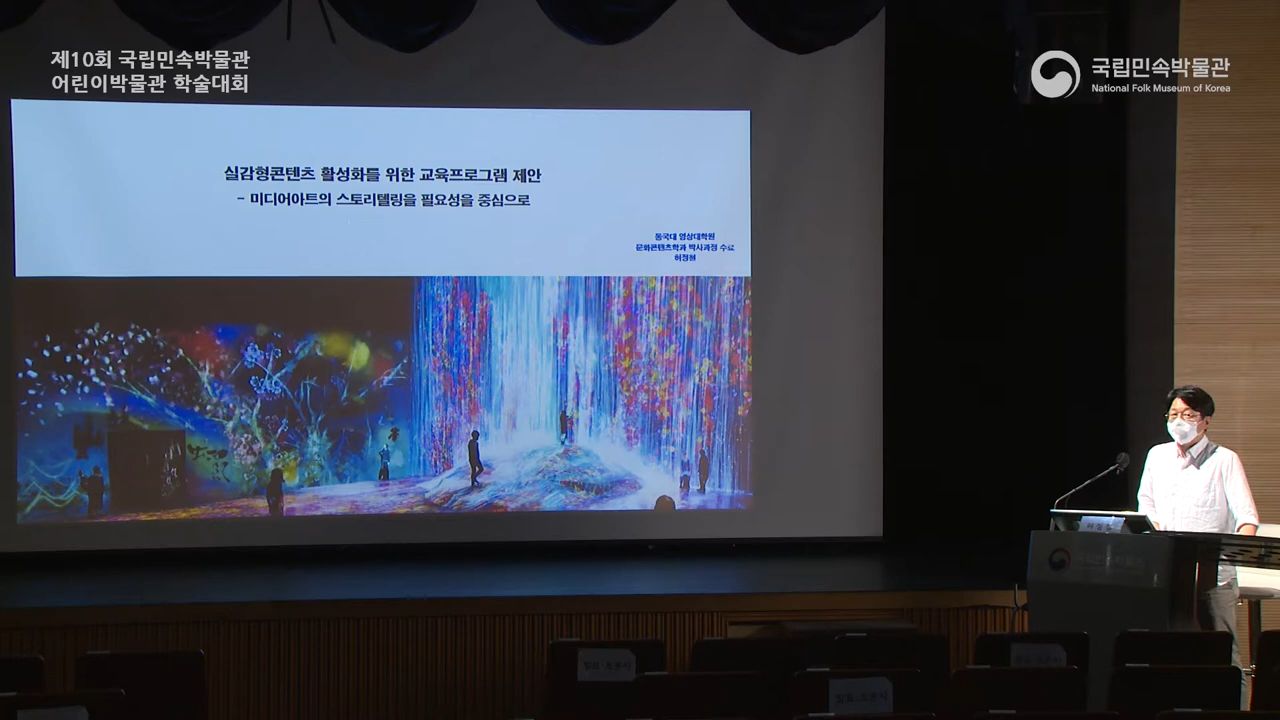 제10회 국립민속박물관
어린이박물관 학술대회
국립민속박물관
National Folk Museum of Korea
실감형콘텐츠 활성화를 위한 교육프로그램 제안
- 미디어아트의 스토리텔링을 필요성을 중심으로
동국대 영상대학원
문화콘텐츠학과 박사과정 수료
허정원